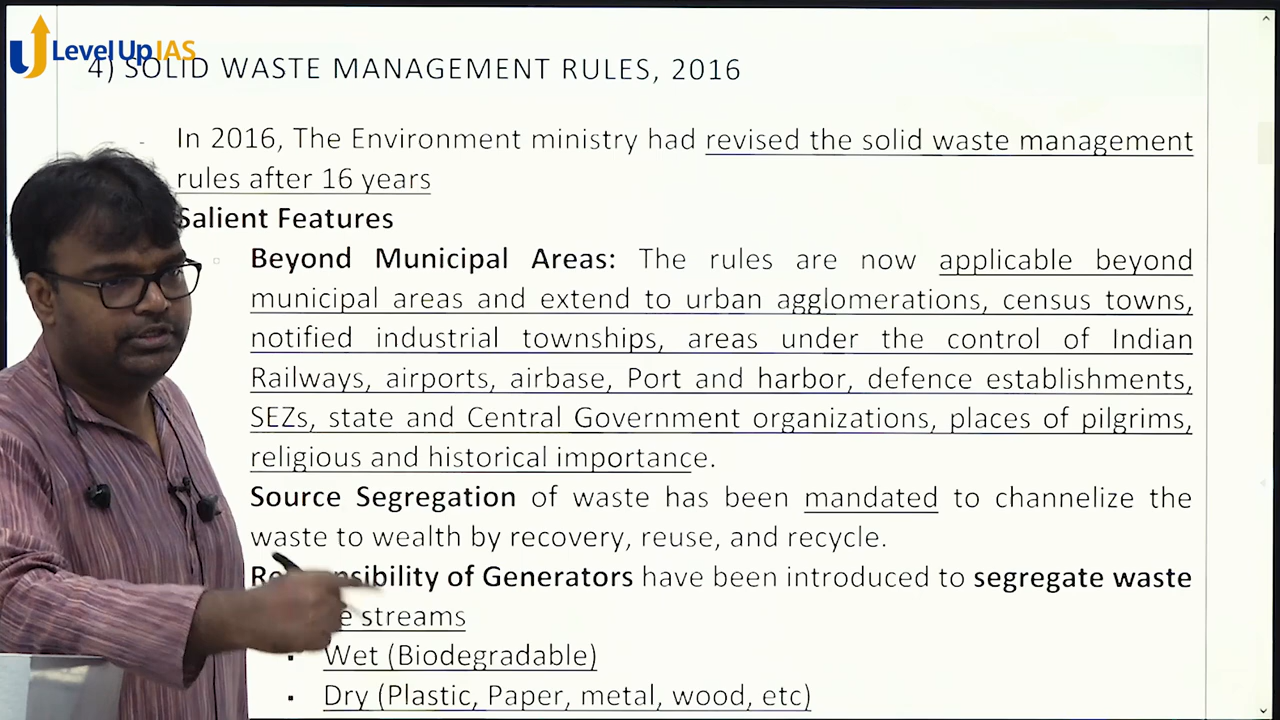 Level Up IAS
4) SOLID WASTE MANAGEMENT RULES, 2016
- In 2016, The Environment ministry had revised the solid waste management
rules after 16 years
Salient Features
Beyond Municipal Areas: The rules are now applicable beyond
municipal areas and extend to urban agglomerations, census towns,
notified industrial townships, areas under the control of Indian
Railways, airports, airbase, Port and harbor, defence establishments,
SEZs, state and Central Government organizations, places of pilgrims,
religious and historical importance.
Source Segregation of waste has been mandated to channelize the
waste to wealth by recovery, reuse, and recycle.
of Generators have been introduced to segregate waste
streams
▪ Wet (Biodegradable)
▪ Dry (Plastic, Paper, metal, wood, etc)